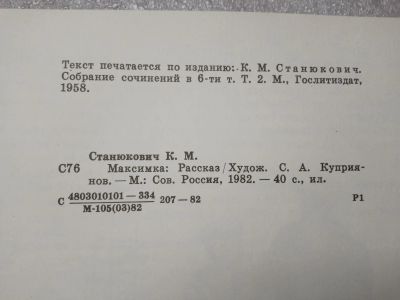 Текст печатается по изданию: К. М. Станюкович.
Собрание сочинений в 6-ти т. Т. 2. М., Гослитиздат,
1958.
Станюкович К. М.
С76 Максимка: Рассказ/Худож. С. А. Куприя-
нов. — М.: Сов. Россия, 1982. — 40 с., ил.
С 4803010101—334 207—82 Р1
М-105(03)82